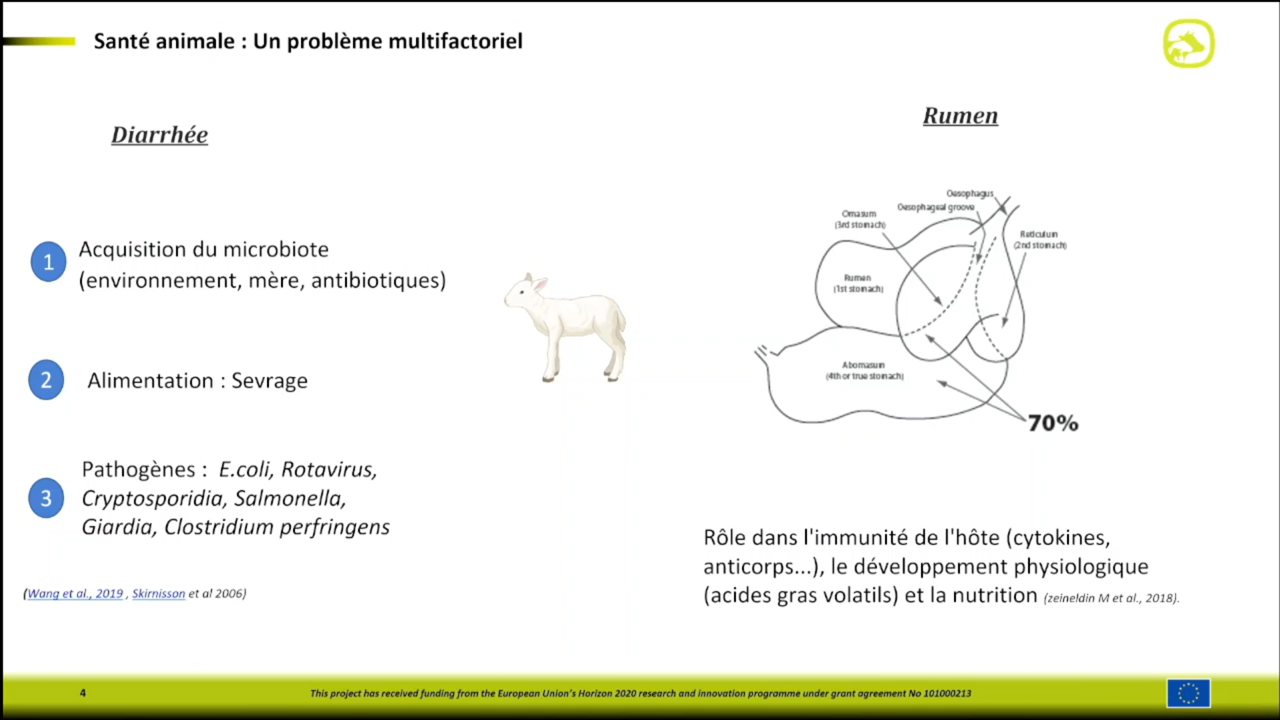 Santé animale : Un problème multifactoriel
Diarrhée
1
Acquisition du microbiote
(environnement, mère, antibiotiques)
2
Alimentation : Sevrage
3
Pathogènes : E.coli, Rotavirus,
Cryptosporidia, Salmonella,
Giardia, Clostridium perfringens
(Wang et al., 2019 , Skirnisson et al 2006)
Rumen
Oesophagus
Oesophageal groove
Omasum
(3rd stomach)
Reticulum
(2nd stomach)
Rumen
(1st stomach)
Abomasum
(4th or true stomach)
70%
Rôle dans l'immunité de l'hôte (cytokines,
anticorps...), le développement physiologique
(acides gras volatils) et la nutrition (zeineldin M et al., 2018).
4
This project has received funding from the European Union's Horizon 2020 research and innovation programme under grant agreement No 101000213